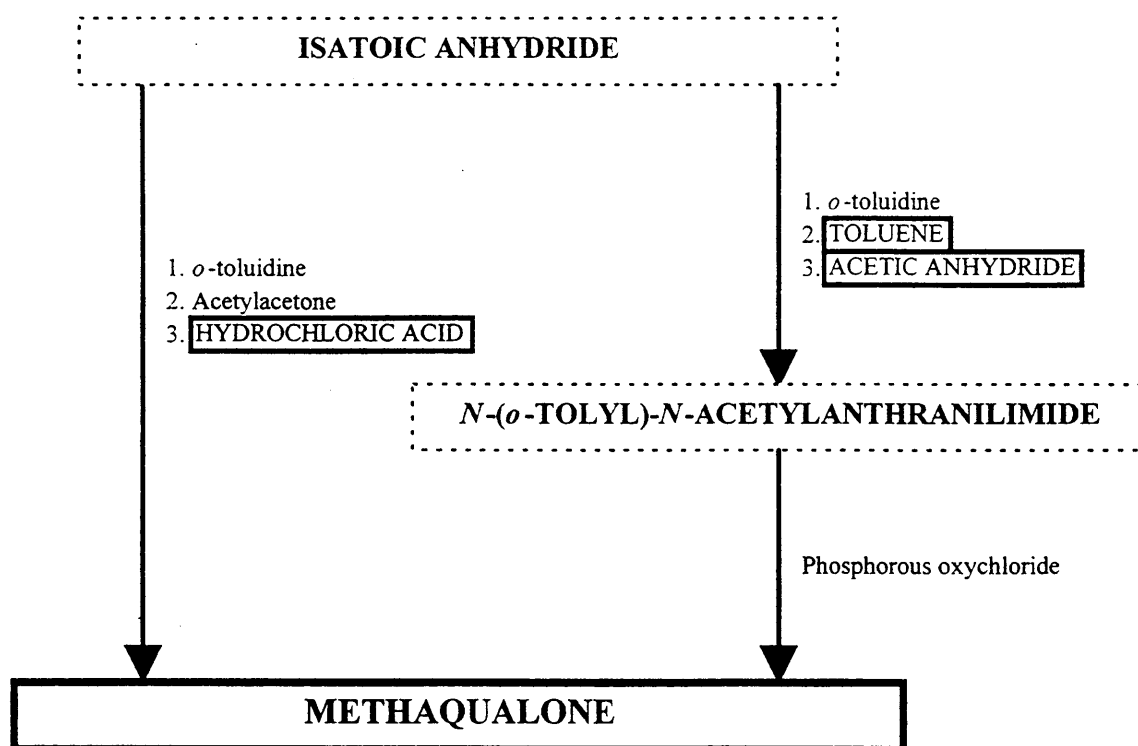 ISATOIC ANHYDRIDE
1. o-toluidine
2. TOLUENE
3. ACETIC ANHYDRIDE
1. o-toluidine
2. Acetylacetone
3. HYDROCHLORIC ACID
N-(o-TOLYL)-N-ACETYLANTHRANILIMIDE
Phosphorous oxychloride
METHAQUALONE